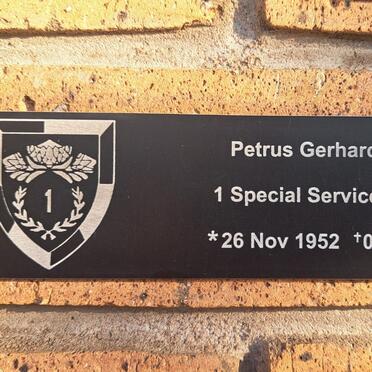 1
Petrus Gerhard
1 Special Service
*26 Nov 1952 †0